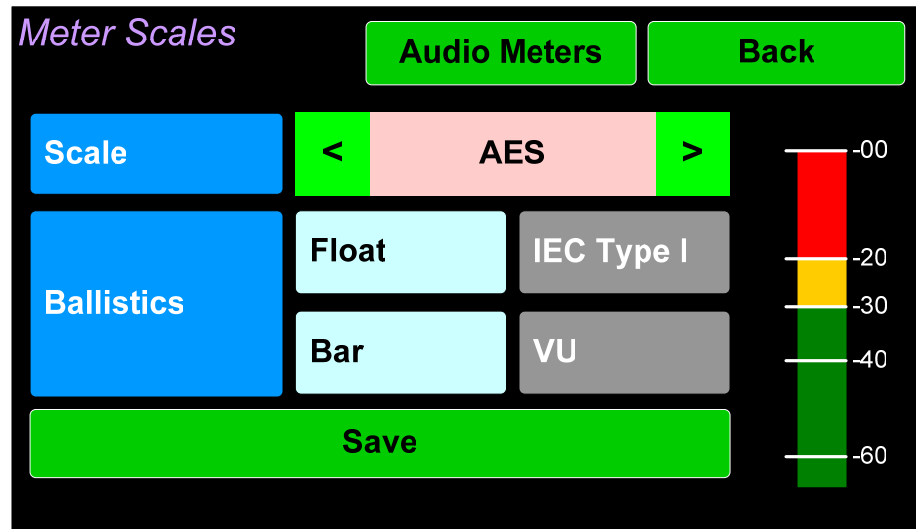 Meter Scales
Audio Meters
Back
Scale
<
AES
>
Ballistics
Float
IEC Type I
Bar
VU
Save
-00
-20
-30
-40
-60